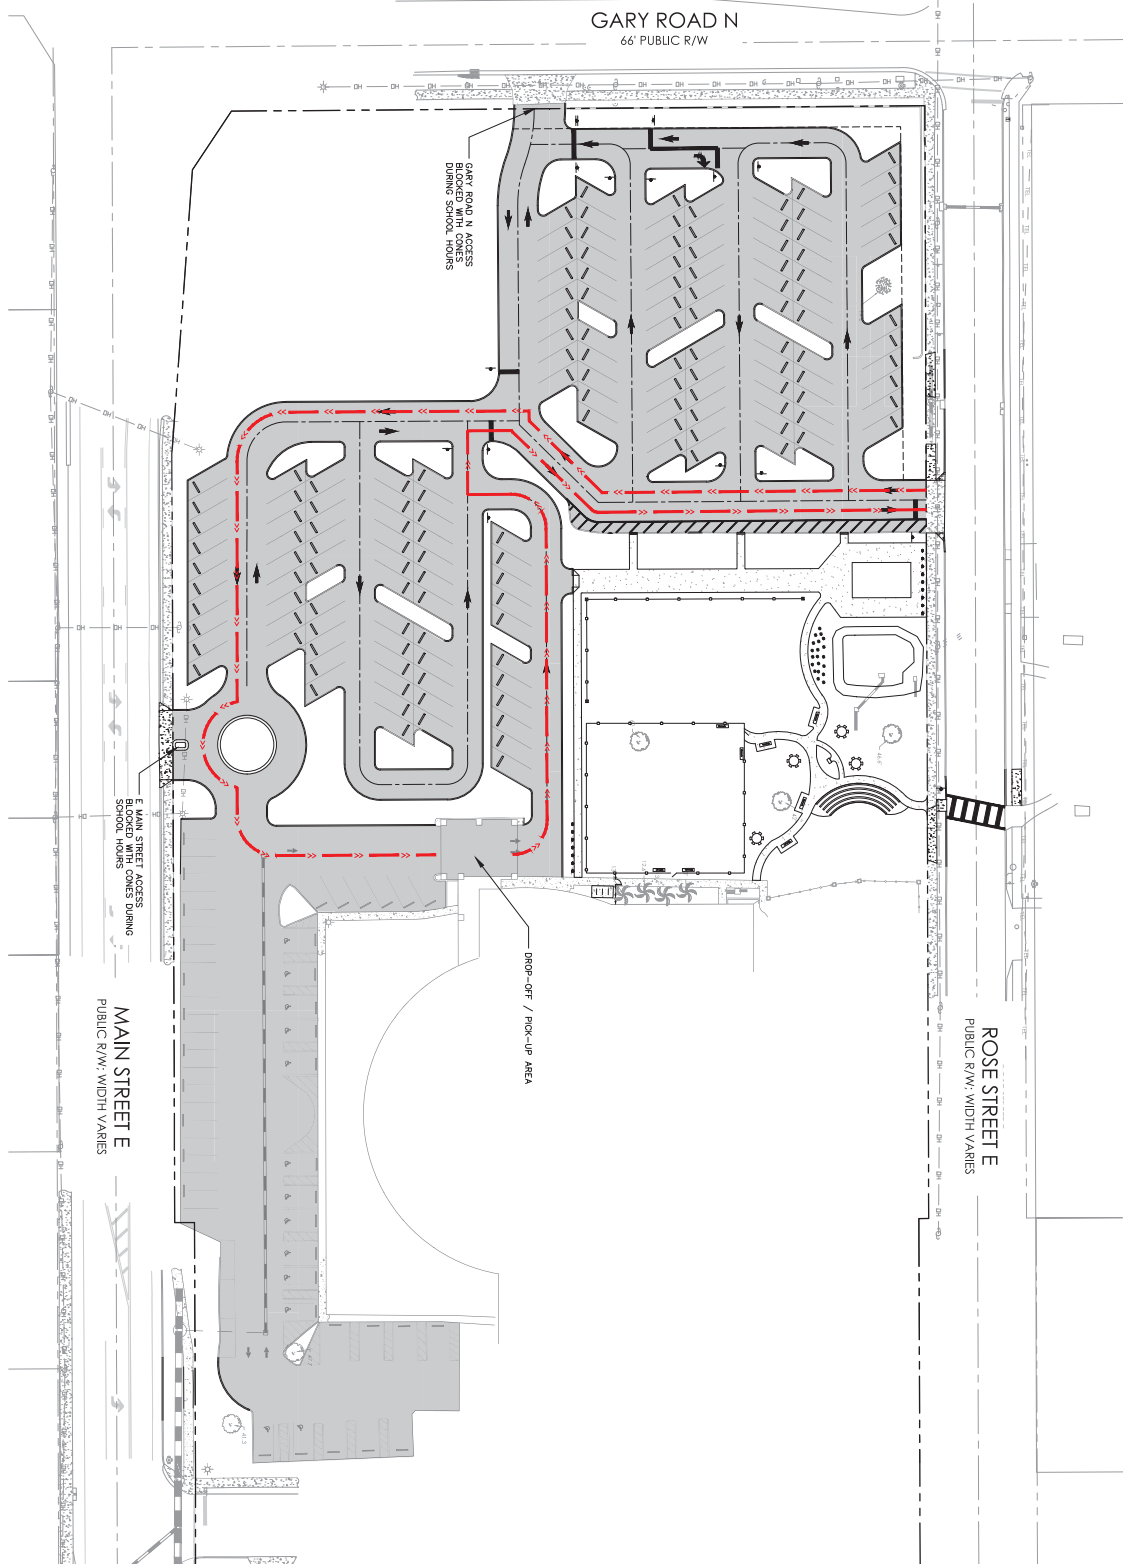 GARY ROAD N
66' PUBLIC R/W
GARY ROAD N ACCESS
BLOCKED WITH CONES
DURING SCHOOL HOURS
E MAIN STREET ACCESS
BLOCKED WITH CONES DURING
SCHOOL HOURS
DROP-OFF / PICK-UP AREA
MAIN STREET E
PUBLIC R/W; WIDTH VARIES
ROSE STREET E
PUBLIC R/W; WIDTH VARIES